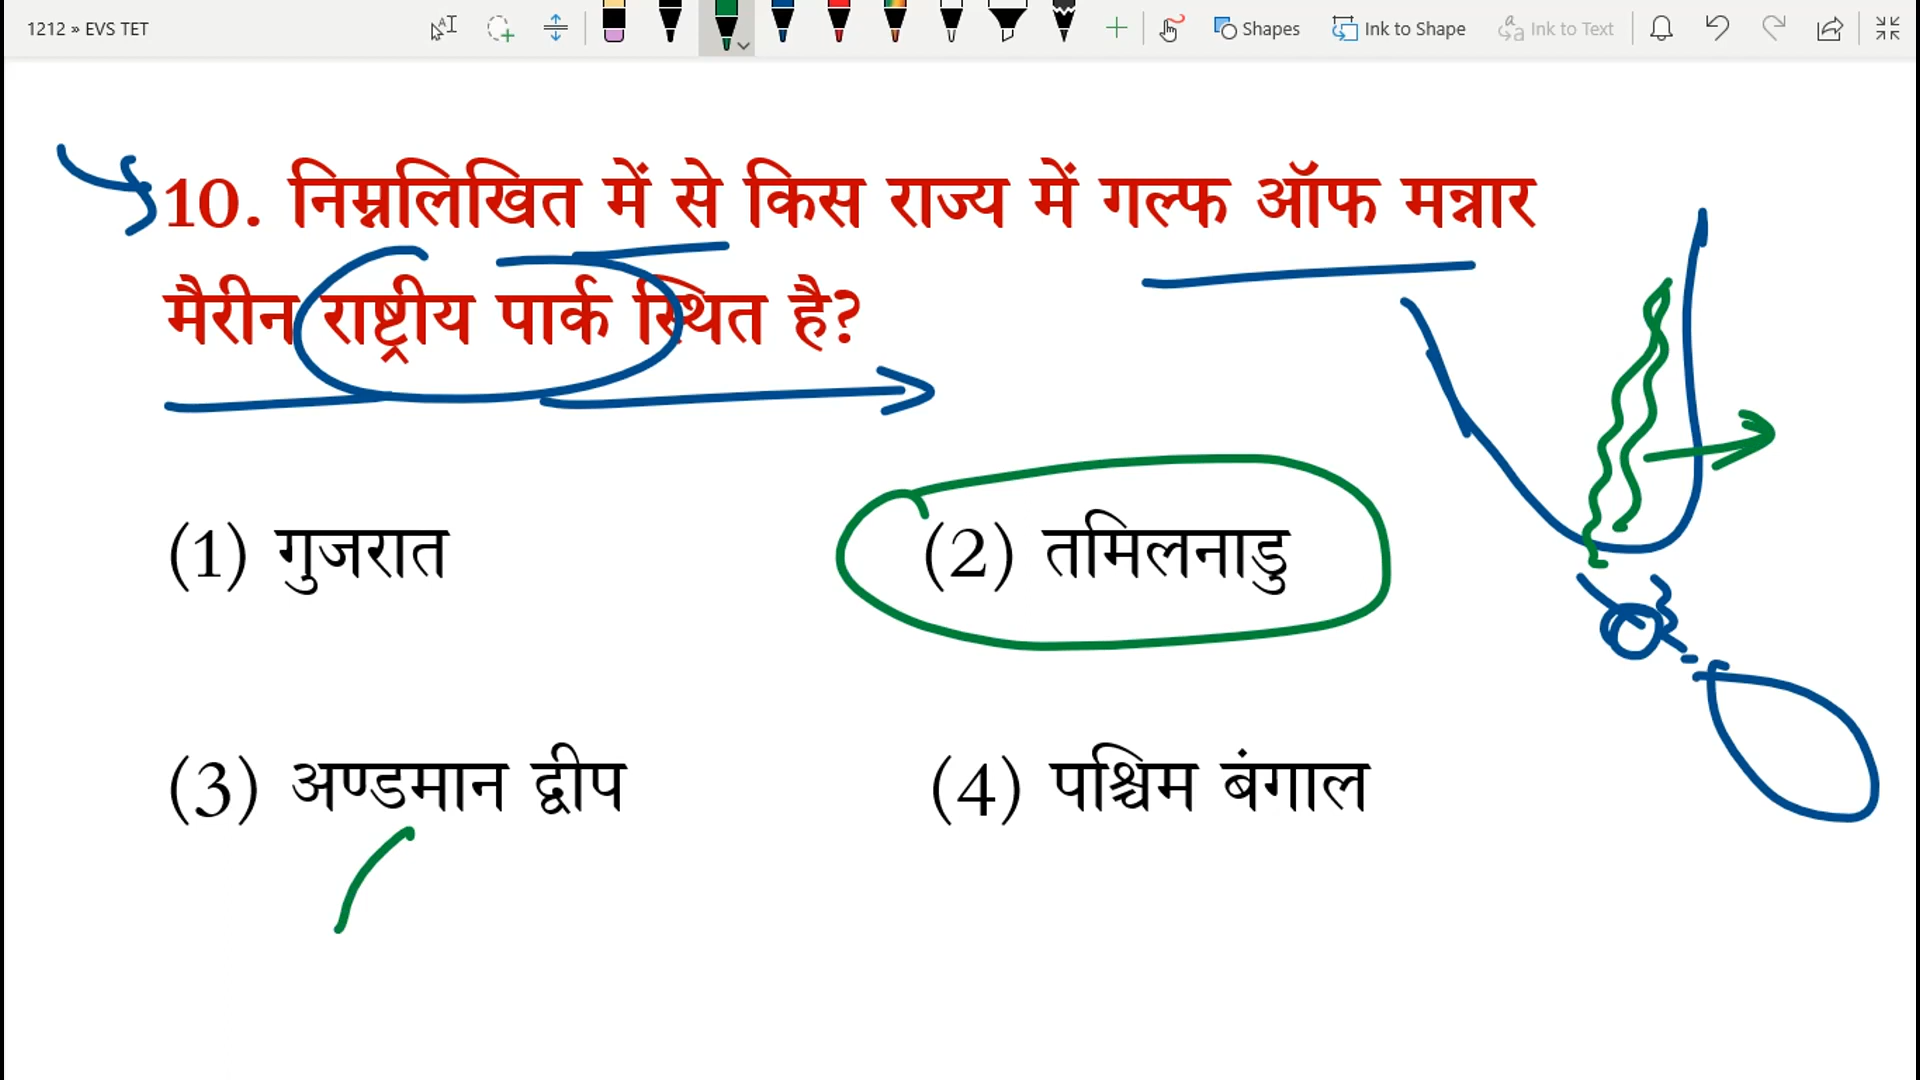 1212 » EVS TET
Shapes
Ink to Shape
Ink to Text
10. निम्नलिखित में से किस राज्य में गल्फ ऑफ मन्नार
मैरीन राष्ट्रीय पार्क स्थित है?
(1) गुजरात
(2) तमिलनाडु
(3) अण्डमान द्वीप
(4) पश्चिम बंगाल